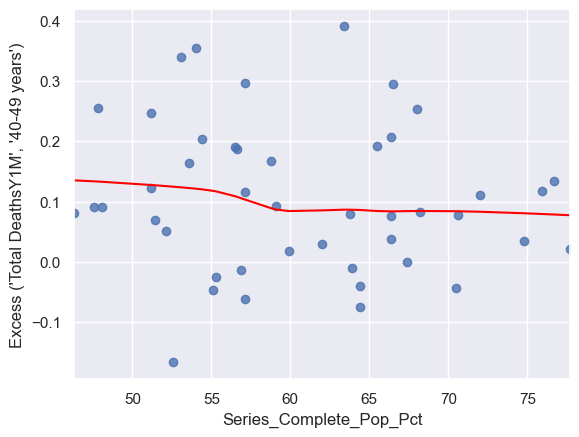 Excess ('Total DeathsY1M', '40-49 years')
0.4
0.3
0.2
0.1
0.0
−0.1
50 55 60 65 70 75
Series_Complete_Pop_Pct